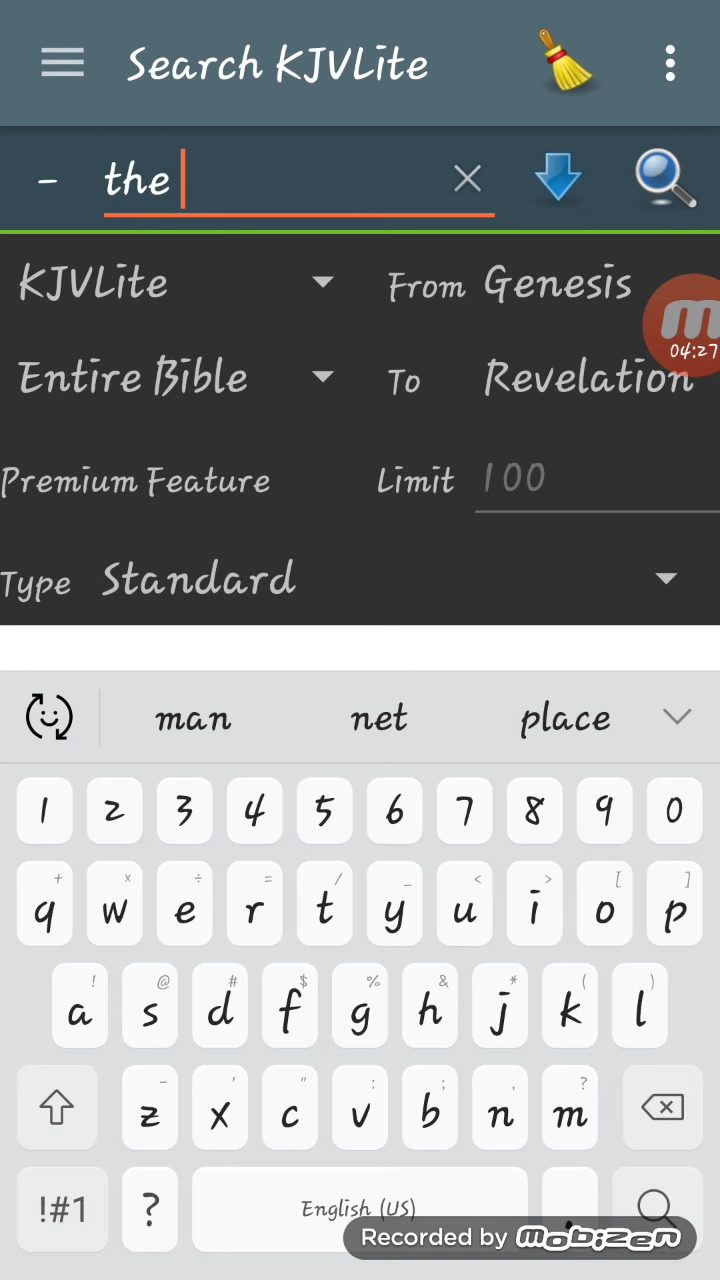 Search KJVLite
- the
KJVLite From Genesis
04:27
Entire Bible To Revelation
Premium Feature Limit 100
Type Standard
man net place
1 2 3 4 5 6 7 8 9 0
+ × ÷ = / _ < > [ ]
q w e r t y u i o p
! @ # $ % & * ( )
a s d f g h j k l
- ' " : ; , ?
z x c v b n m
!#1 ? English (US) .
Recorded by mobizen